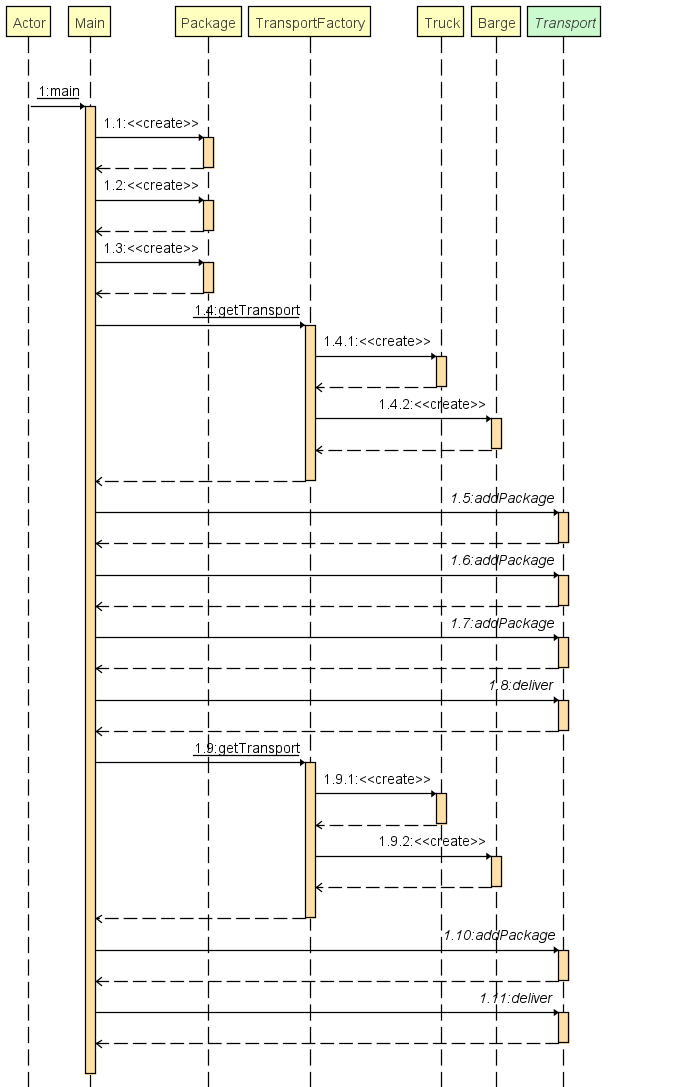 Actor Main Package TransportFactory Truck Barge Transport
1:main
1.1:<<create>>
1.2:<<create>>
1.3:<<create>>
1.4:getTransport
1.4.1:<<create>>
1.4.2:<<create>>
1.5:addPackage
1.6:addPackage
1.7:addPackage
1.8:deliver
1.9:getTransport
1.9.1:<<create>>
1.9.2:<<create>>
1.10:addPackage
1.11:deliver